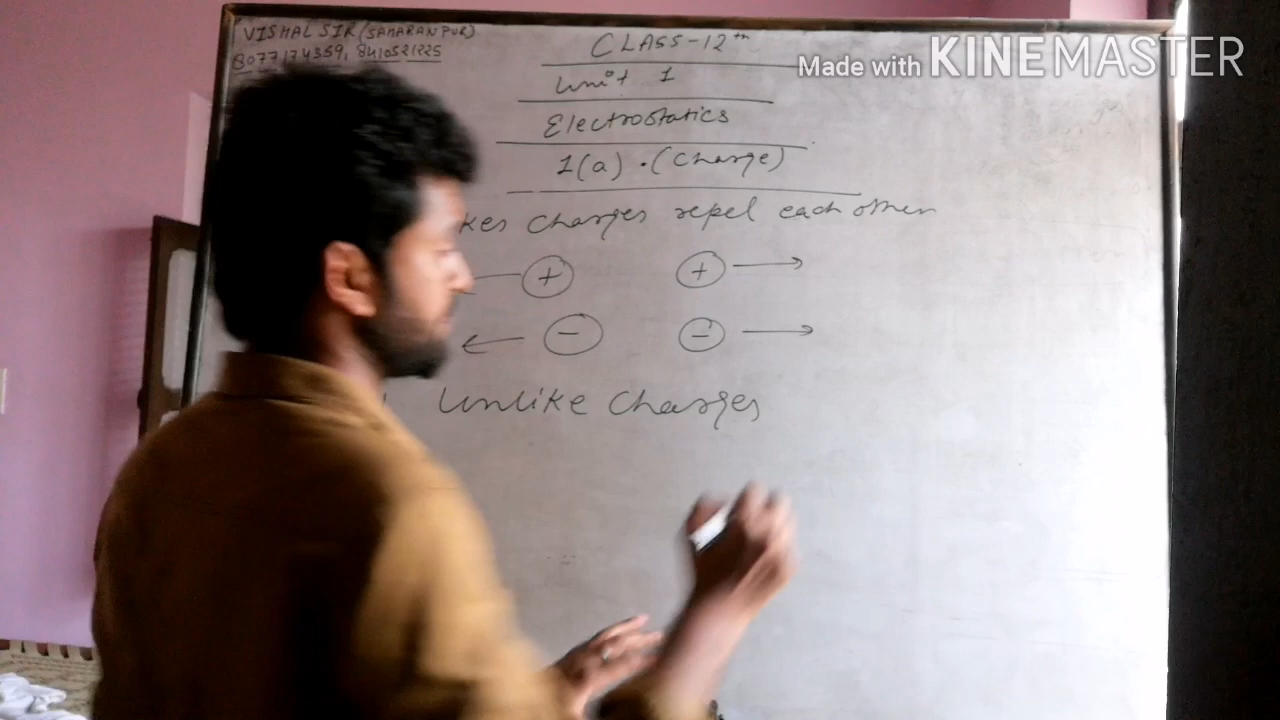 VISHAL SIR (SAHARANPUR)
8077174359, 8410521225
CLASS-12th
Made with KINEMASTER
Unit 1
Electrostatics
1(a) . (Charge)
kes charges repel each other
+ +
- -
Unlike charges